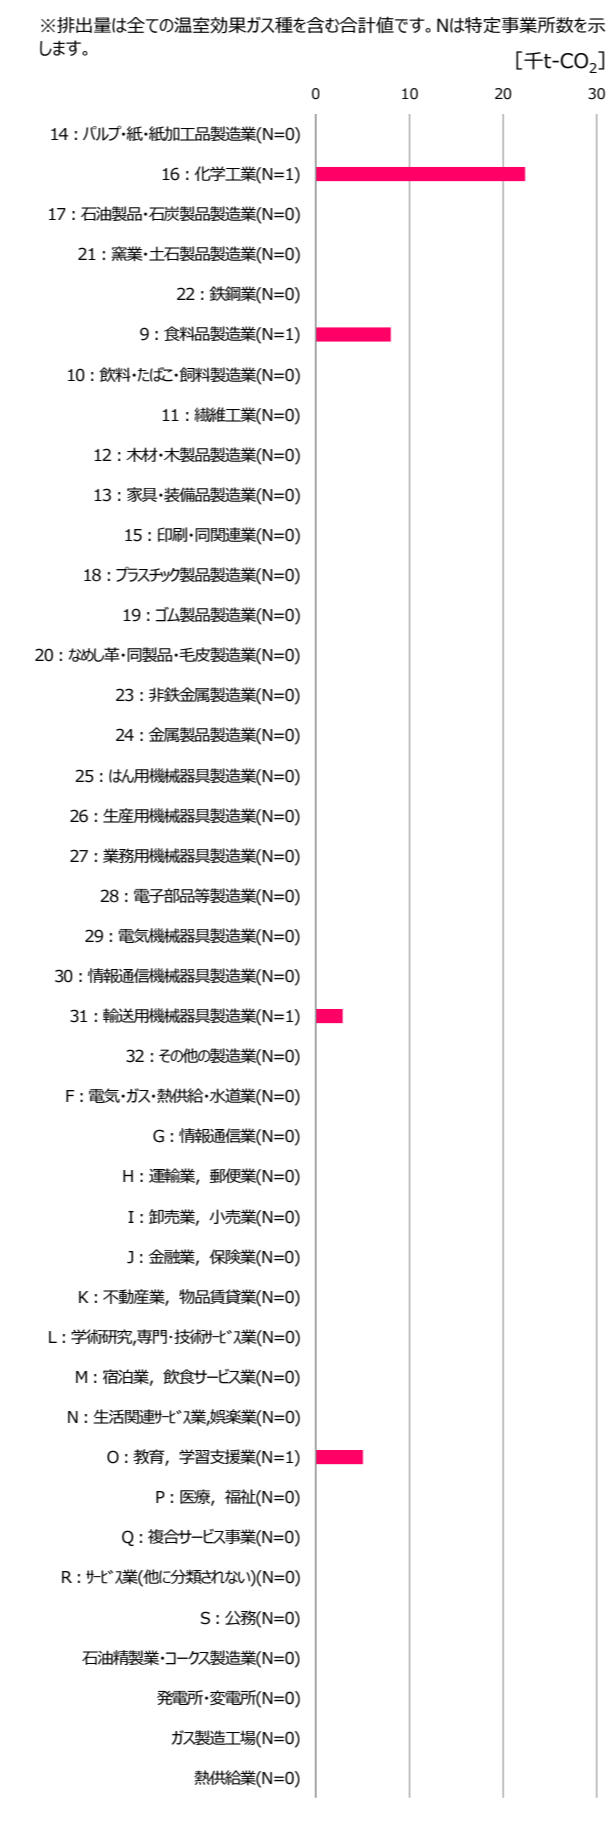 ※排出量は全ての温室効果ガス種を含む合計値です。Nは特定事業所数を示
します。
[千t-CO₂]
0 10 20 30
14：パルプ・紙・紙加工品製造業(N=0)
16：化学工業(N=1)
17：石油製品・石炭製品製造業(N=0)
21：窯業・土石製品製造業(N=0)
22：鉄鋼業(N=0)
9：食料品製造業(N=1)
10：飲料・たばこ・飼料製造業(N=0)
11：繊維工業(N=0)
12：木材・木製品製造業(N=0)
13：家具・装備品製造業(N=0)
15：印刷・同関連業(N=0)
18：プラスチック製品製造業(N=0)
19：ゴム製品製造業(N=0)
20：なめし革・同製品・毛皮製造業(N=0)
23：非鉄金属製造業(N=0)
24：金属製品製造業(N=0)
25：はん用機械器具製造業(N=0)
26：生産用機械器具製造業(N=0)
27：業務用機械器具製造業(N=0)
28：電子部品等製造業(N=0)
29：電気機械器具製造業(N=0)
30：情報通信機械器具製造業(N=0)
31：輸送用機械器具製造業(N=1)
32：その他の製造業(N=0)
F：電気・ガス・熱供給・水道業(N=0)
G：情報通信業(N=0)
H：運輸業，郵便業(N=0)
I：卸売業，小売業(N=0)
J：金融業，保険業(N=0)
K：不動産業，物品賃貸業(N=0)
L：学術研究,専門・技術ｻｰﾋﾞｽ業(N=0)
M：宿泊業，飲食サービス業(N=0)
N：生活関連ｻｰﾋﾞｽ業,娯楽業(N=0)
O：教育，学習支援業(N=1)
P：医療，福祉(N=0)
Q：複合サービス事業(N=0)
R：ｻｰﾋﾞｽ業(他に分類されない)(N=0)
S：公務(N=0)
石油精製業・コークス製造業(N=0)
発電所・変電所(N=0)
ガス製造工場(N=0)
熱供給業(N=0)